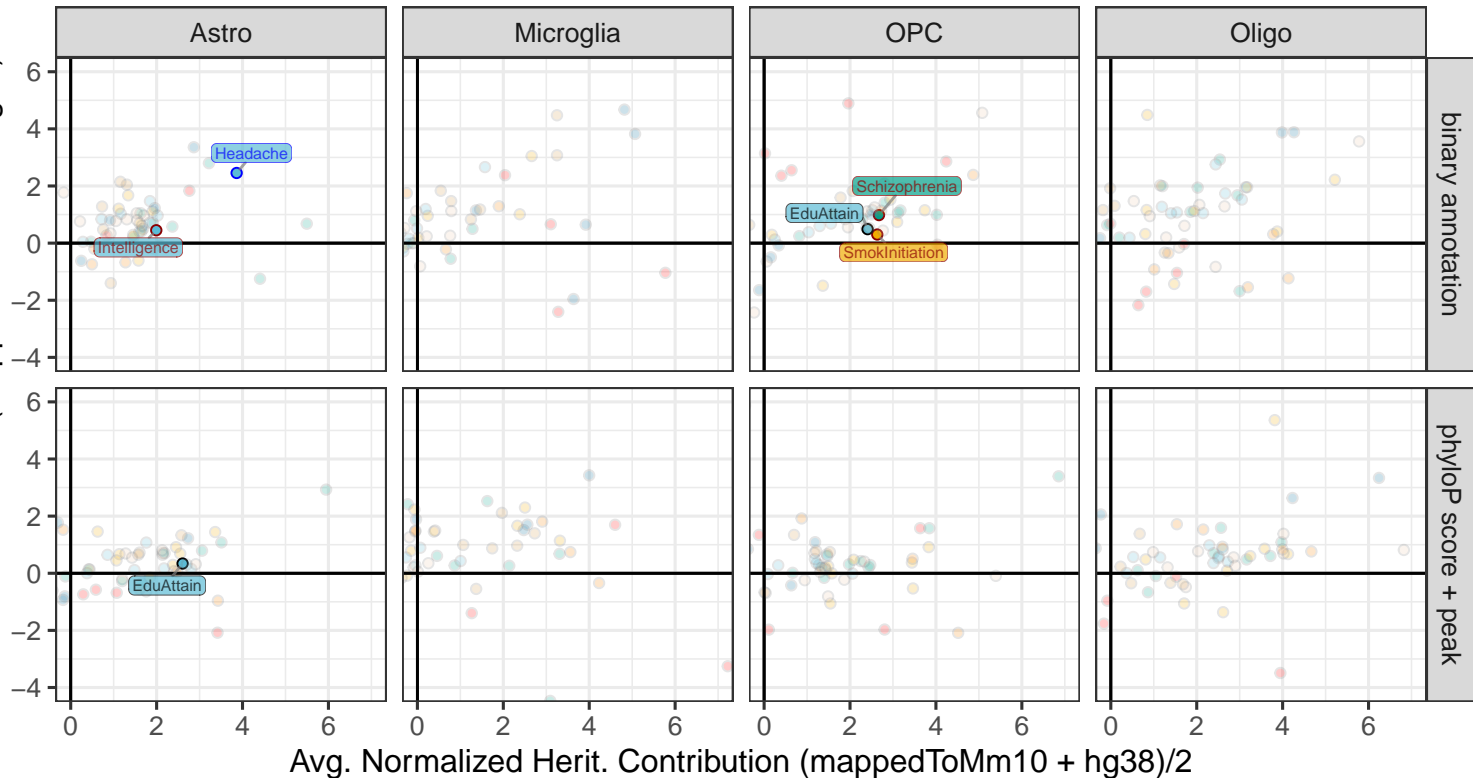 Astro Microglia OPC Oligo
6
4
2
0
−2
−4
Headache
Intelligence
Schizophrenia
EduAttain
SmokInitiation
binary annotation
6
4
2
0
−2
−4
EduAttain
phyloP score + peak
0 2 4 6 0 2 4 6 0 2 4 6 0 2 4 6
Avg. Normalized Herit. Contribution (mappedToMm10 + hg38)/2